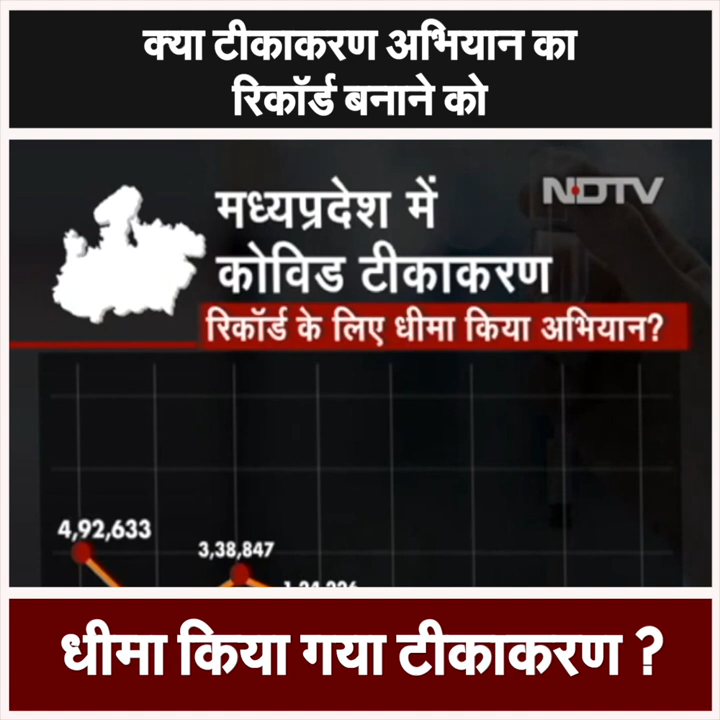 क्या टीकाकरण अभियान का
रिकॉर्ड बनाने को
NDTV
मध्यप्रदेश में
कोविड टीकाकरण
रिकॉर्ड के लिए धीमा किया अभियान?
4,92,633
3,38,847
धीमा किया गया टीकाकरण ?